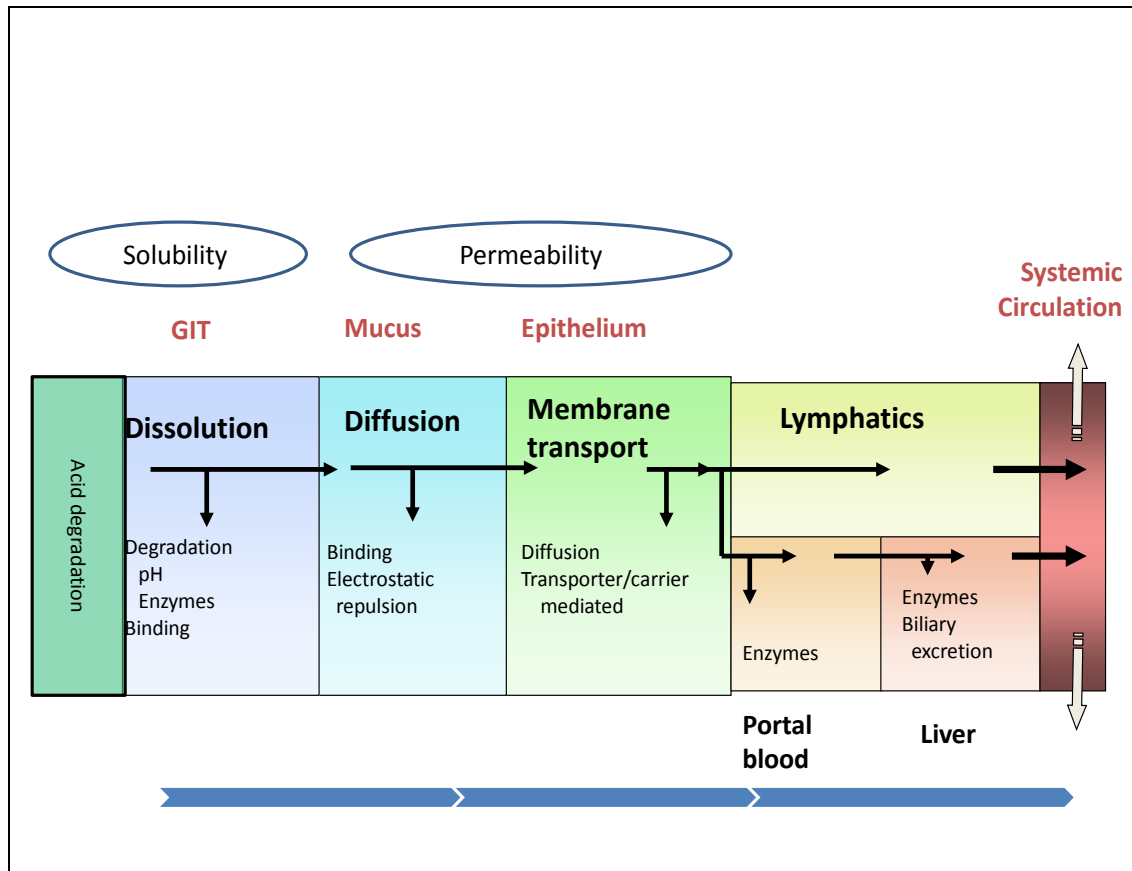 Solubility
Permeability
Systemic
Circulation
GIT
Mucus
Epithelium
Acid degradation
Dissolution
Degradation
pH
Enzymes
Binding
Diffusion
Binding
Electrostatic
repulsion
Membrane
transport
Diffusion
Transporter/carrier
mediated
Lymphatics
Enzymes
Enzymes
Biliary
excretion
Portal
blood
Liver